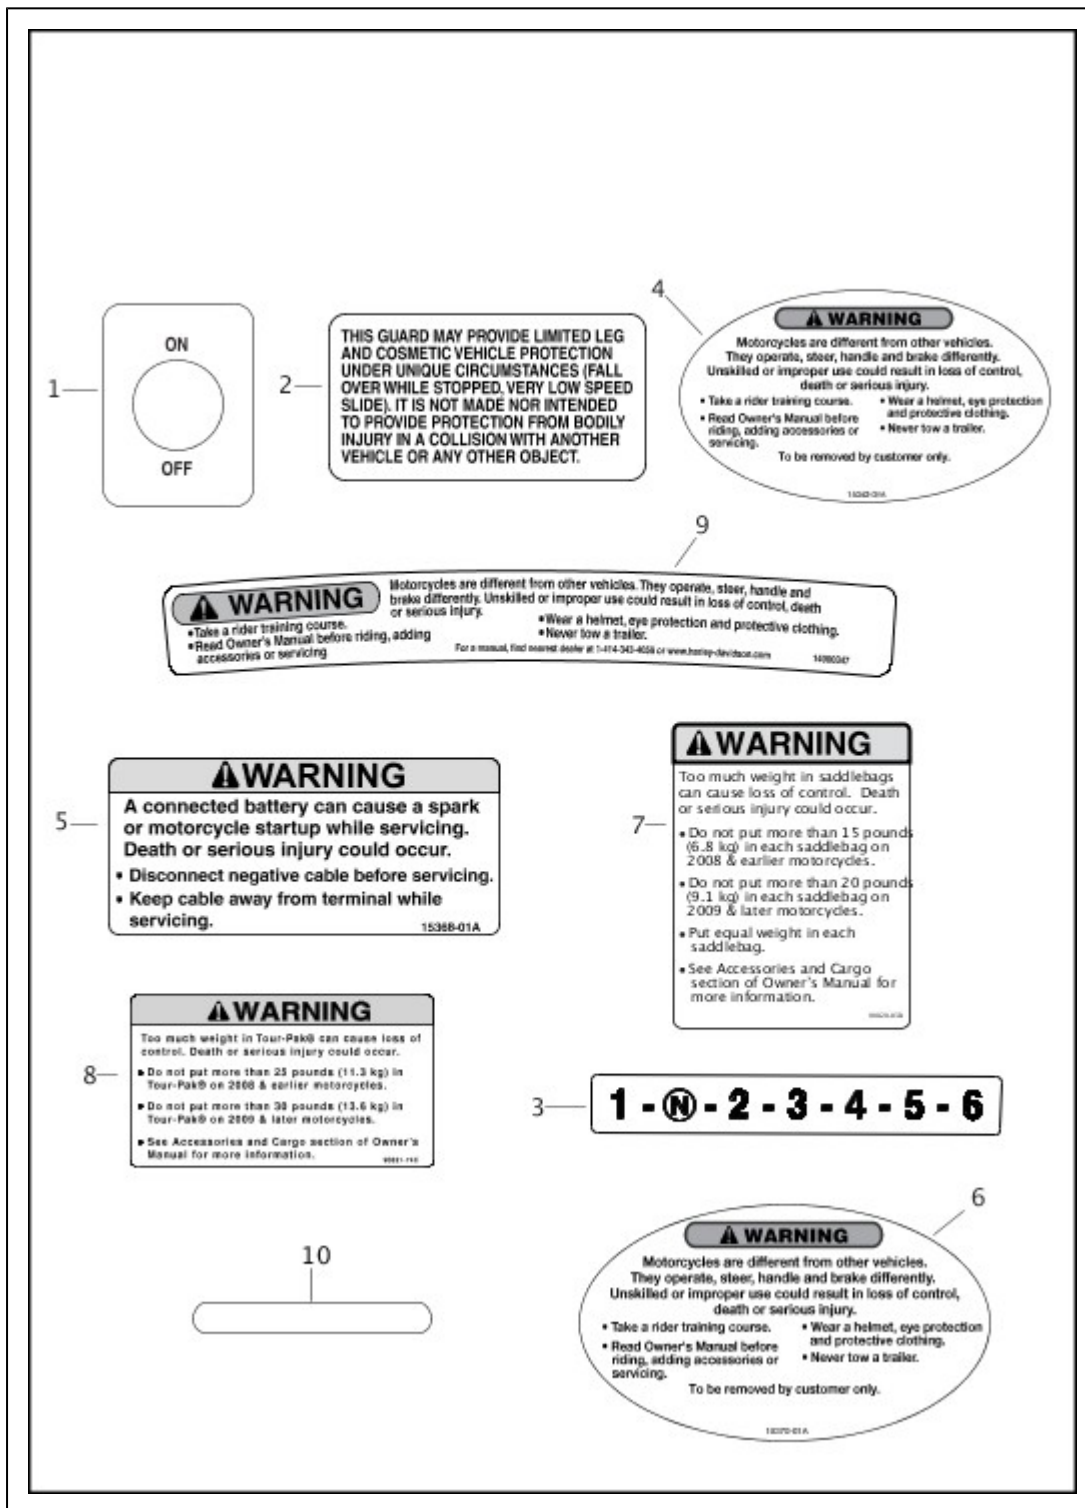 1
ON
OFF
2
THIS GUARD MAY PROVIDE LIMITED LEG
AND COSMETIC VEHICLE PROTECTION
UNDER UNIQUE CIRCUMSTANCES (FALL
OVER WHILE STOPPED, VERY LOW SPEED
SLIDE). IT IS NOT MADE NOR INTENDED
TO PROVIDE PROTECTION FROM BODILY
INJURY IN A COLLISION WITH ANOTHER
VEHICLE OR ANY OTHER OBJECT.
4
WARNING
Motorcycles are different from other vehicles.
They operate, steer, handle and brake differently.
Unskilled or improper use could result in loss of control,
death or serious injury.
• Take a rider training course.
• Read Owner's Manual before
riding, adding accessories or
servicing.
• Wear a helmet, eye protection
and protective clothing.
• Never tow a trailer.
To be removed by customer only.
9
WARNING
Motorcycles are different from other vehicles. They operate, steer, handle and
brake differently. Unskilled or improper use could result in loss of control, death
or serious injury.
• Take a rider training course.
• Read Owner's Manual before riding, adding
accessories or servicing
• Wear a helmet, eye protection and protective clothing.
• Never tow a trailer.
For a manual, find nearest dealer at 1-414-343-4056 or www.harley-davidson.com
14000347
5
WARNING
A connected battery can cause a spark
or motorcycle startup while servicing.
Death or serious injury could occur.
• Disconnect negative cable before servicing.
• Keep cable away from terminal while
servicing.
15368-01A
7
WARNING
Too much weight in saddlebags
can cause loss of control. Death
or serious injury could occur.
• Do not put more than 15 pounds
(6.8 kg) in each saddlebag on
2008 & earlier motorcycles.
• Do not put more than 20 pounds
(9.1 kg) in each saddlebag on
2009 & later motorcycles.
• Put equal weight in each
saddlebag.
• See Accessories and Cargo
section of Owner's Manual for
more information.
8
WARNING
Too much weight in Tour-Pak® can cause loss of
control. Death or serious injury could occur.
• Do not put more than 25 pounds (11.3 kg) in
Tour-Pak® on 2008 & earlier motorcycles.
• Do not put more than 30 pounds (13.6 kg) in
Tour-Pak® on 2009 & later motorcycles.
• See Accessories and Cargo section of Owner's
Manual for more information.
3
1 - N - 2 - 3 - 4 - 5 - 6
10
6
WARNING
Motorcycles are different from other vehicles.
They operate, steer, handle and brake differently.
Unskilled or improper use could result in loss of control,
death or serious injury.
• Take a rider training course.
• Read Owner's Manual before
riding, adding accessories or
servicing.
• Wear a helmet, eye protection
and protective clothing.
• Never tow a trailer.
To be removed by customer only.
15370-01A